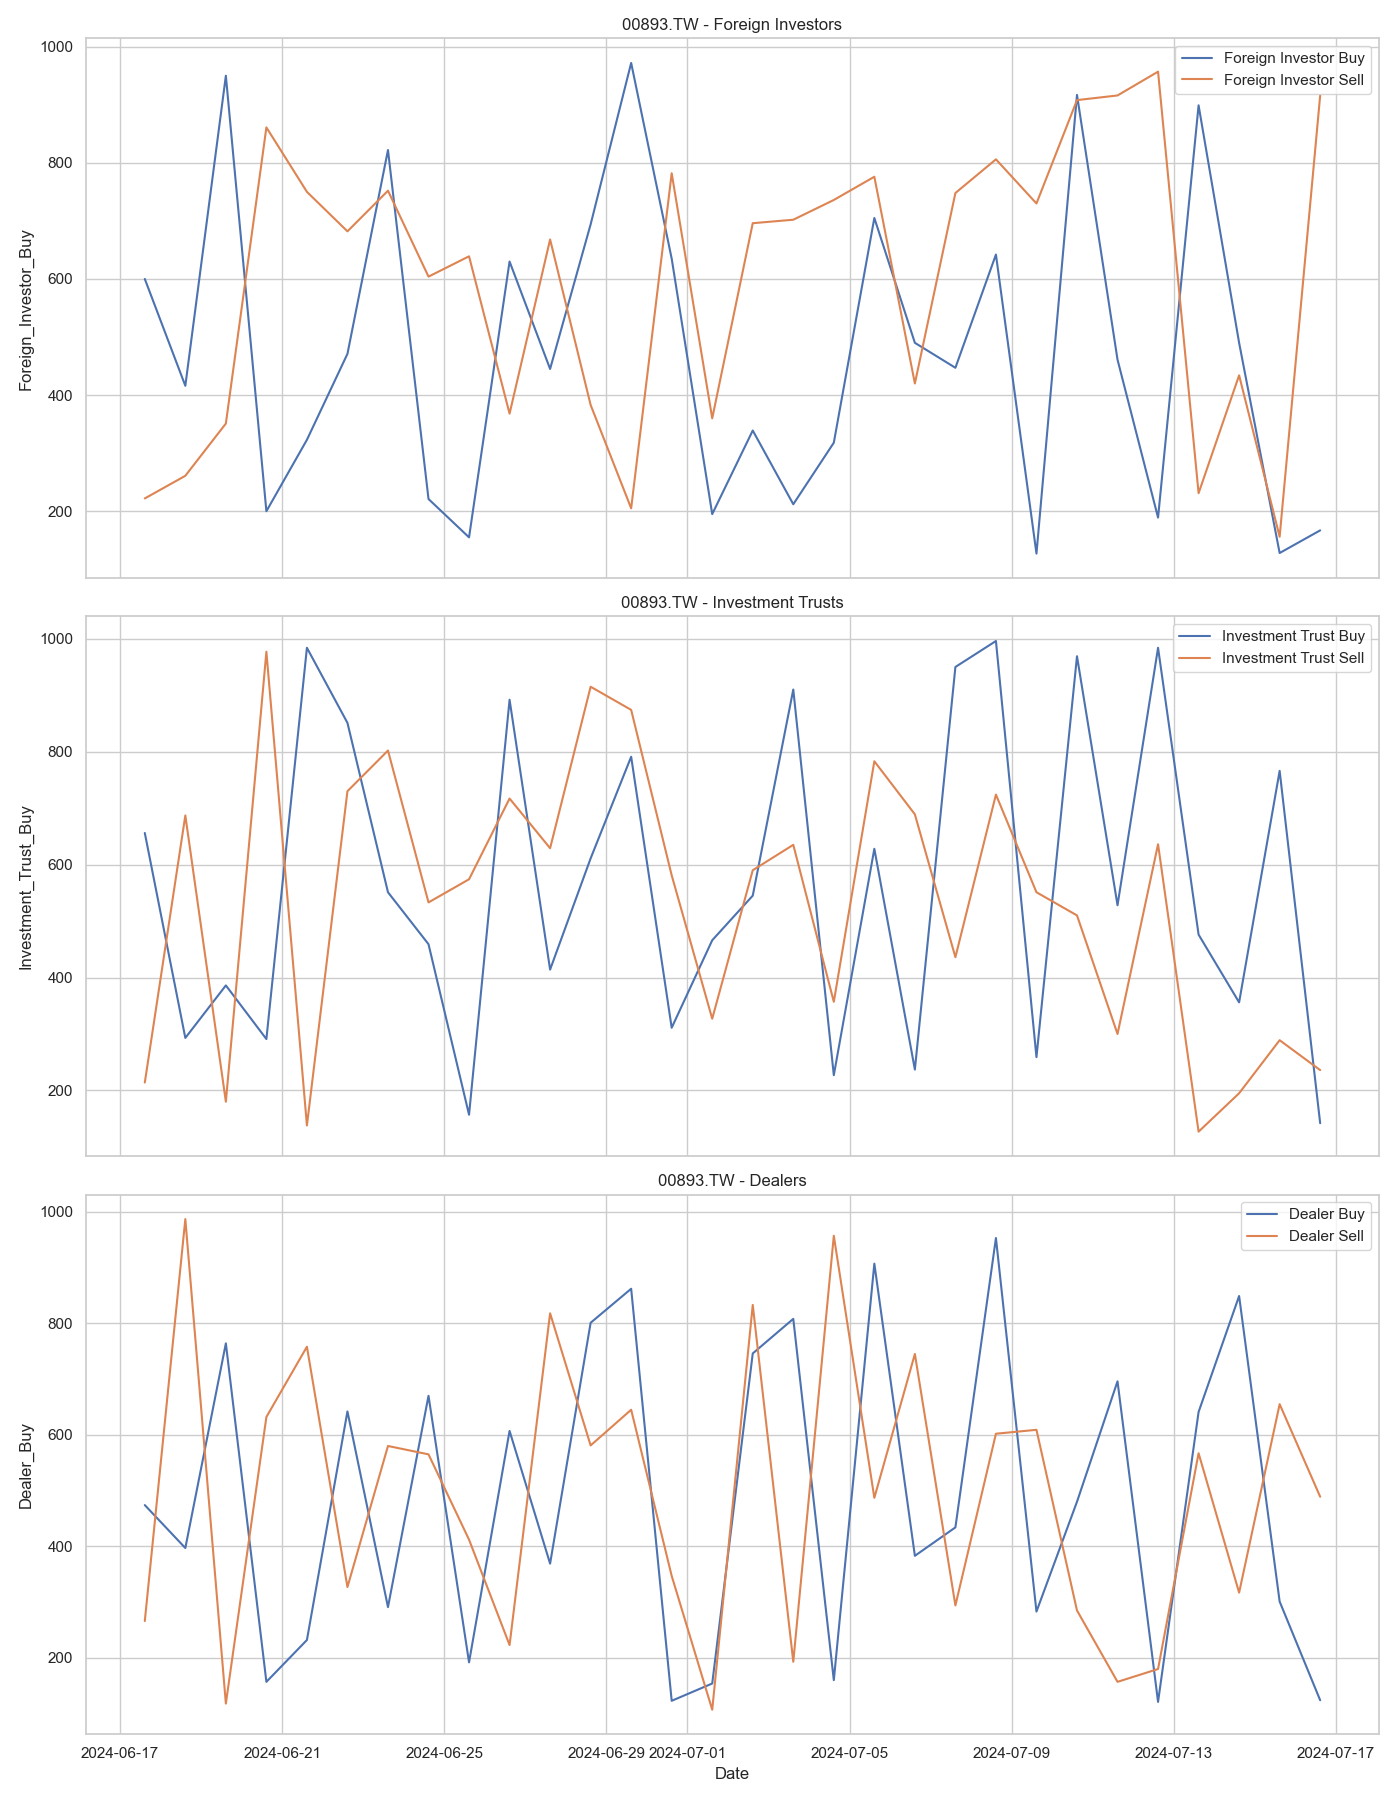 00893.TW - Foreign Investors
Foreign Investor Buy
Foreign Investor Sell
1000
800
600
400
200
Foreign_Investor_Buy
00893.TW - Investment Trusts
Investment Trust Buy
Investment Trust Sell
1000
800
600
400
200
Investment_Trust_Buy
00893.TW - Dealers
Dealer Buy
Dealer Sell
1000
800
600
400
200
Dealer_Buy
2024-06-17 2024-06-21 2024-06-25 2024-06-29 2024-07-01 2024-07-05 2024-07-09 2024-07-13 2024-07-17
Date